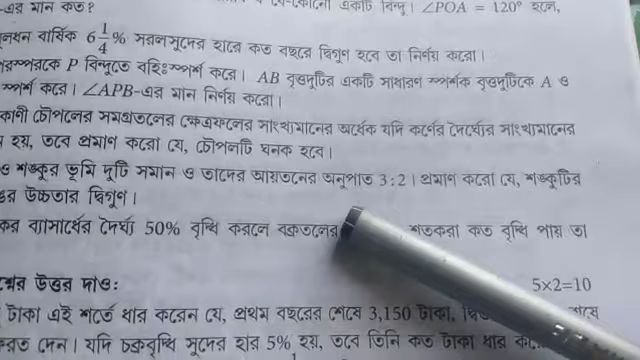 -এর মান কত?
যে-কোনো একটি বিন্দু। ∠POA = 120° হলে,
লধন বার্ষিক 6 1/4% সরলসুদের হারে কত বছরে দ্বিগুণ হবে তা নির্ণয় করো।
রস্পরকে P বিন্দুতে বহিঃস্পর্শ করে। AB বৃত্তদুটির একটি সাধারণ স্পর্শক বৃত্তদুটিকে A ও
স্পর্শ করে। ∠APB-এর মান নির্ণয় করো।
কোণী চৌপলের সমগ্রতলের ক্ষেত্রফলের সাংখ্যমানের অর্ধেক যদি কর্ণের দৈর্ঘ্যের সাংখ্যমানের
হয়, তবে প্রমাণ করো যে, চৌপলটি ঘনক হবে।
ও শঙ্কুর ভূমি দুটি সমান ও তাদের আয়তনের অনুপাত 3:2। প্রমাণ করো যে, শঙ্কুটির
উচ্চতার দ্বিগুণ।
ব্যাসার্ধের দৈর্ঘ্য 50% বৃদ্ধি করলে বক্রতলের শতকরা কত বৃদ্ধি পায় তা
উত্তর দাও: 5×2=10
টাকা এই শর্তে ধার করেন যে, প্রথম বছরের শেষে 3,150 টাকা,
দেন। যদি চক্রবৃদ্ধি সুদের হার 5% হয়, তবে তিনি কত টাকা ধার